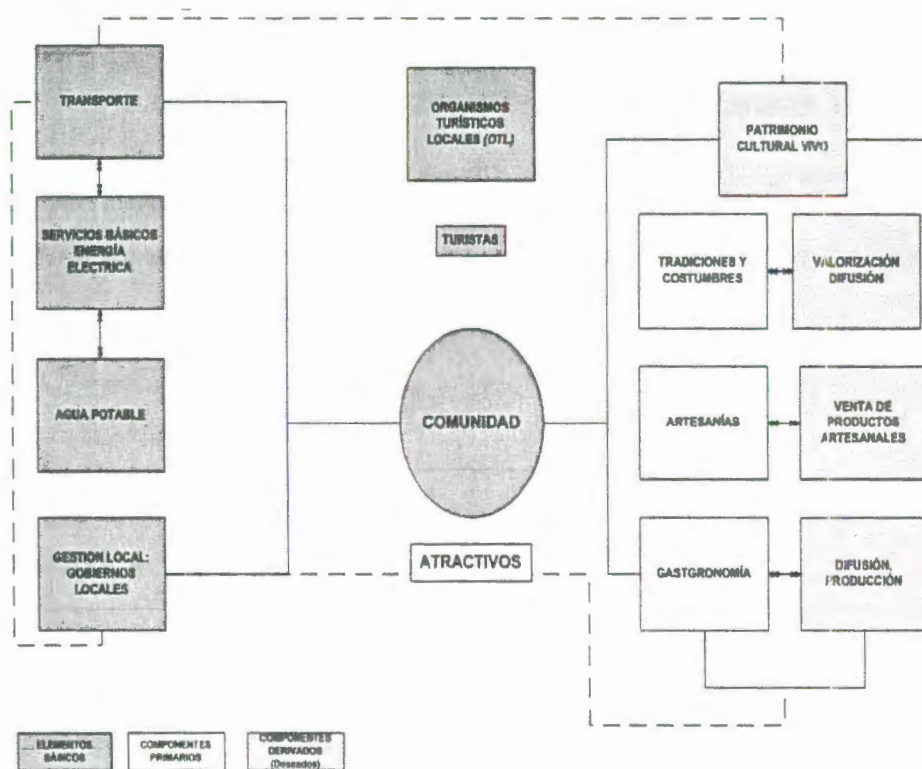 TRANSPORTE
ORGANISMOS
TURÍSTICOS
LOCALES (OTL)
PATRIMONIO
CULTURAL VIVO
SERVICIOS BÁSICOS
ENERGÍA
ELECTRICA
TURISTAS
TRADICIONES Y
COSTUMBRES
VALORIZACIÓN
DIFUSIÓN
AGUA POTABLE
COMUNIDAD
ARTESANÍAS
VENTA DE
PRODUCTOS
ARTESANALES
GESTION LOCAL:
GOBIERNOS
LOCALES
ATRACTIVOS
GASTGRONOMÍA
DIFUSIÓN,
PRODUCCIÓN
ELEMENTOS
BÁSICOS
COMPONENTES
PRIMARIOS
COMPONENTES
DERIVADOS
(Deseados)